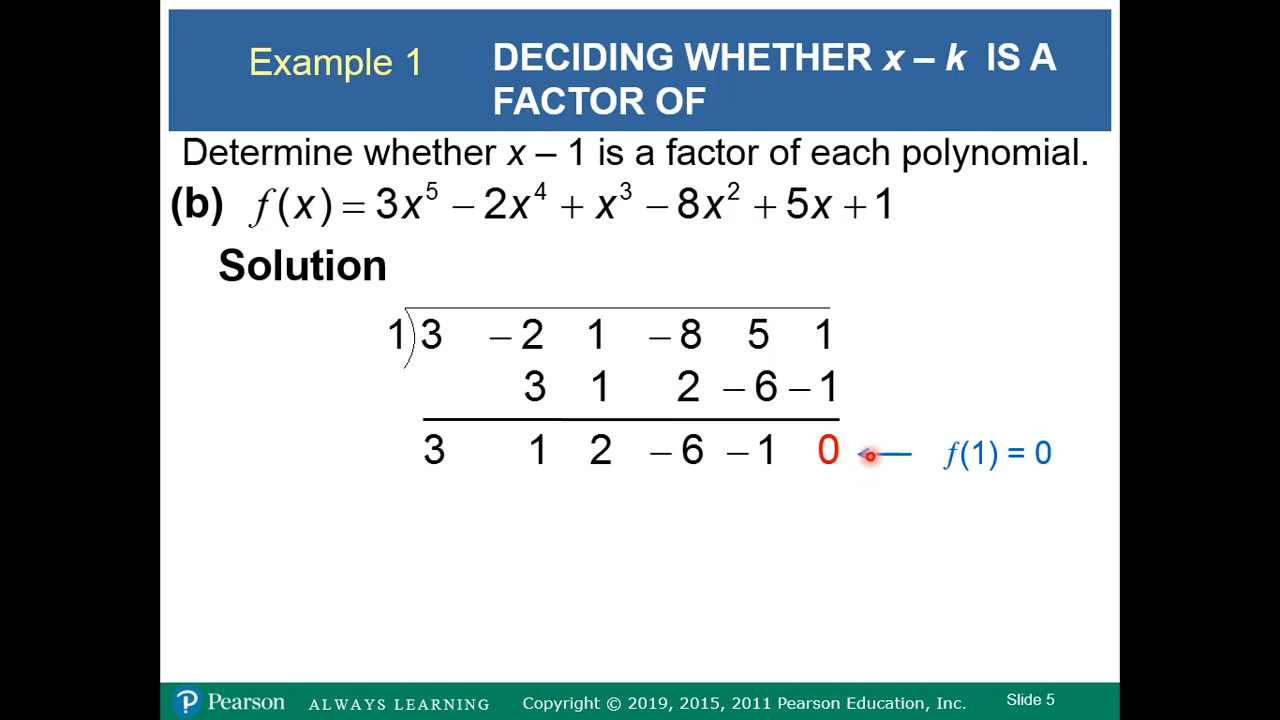 Example 1
DECIDING WHETHER x – k IS A
FACTOR OF
Determine whether x – 1 is a factor of each polynomial.
(b) f(x) = 3x⁵ − 2x⁴ + x³ − 8x² + 5x + 1
Solution
1)3 −2 1 −8 5 1
3 1 2 −6 −1
3 1 2 −6 −1 0 f(1) = 0
Pearson ALWAYS LEARNING Copyright © 2019, 2015, 2011 Pearson Education, Inc. Slide 5